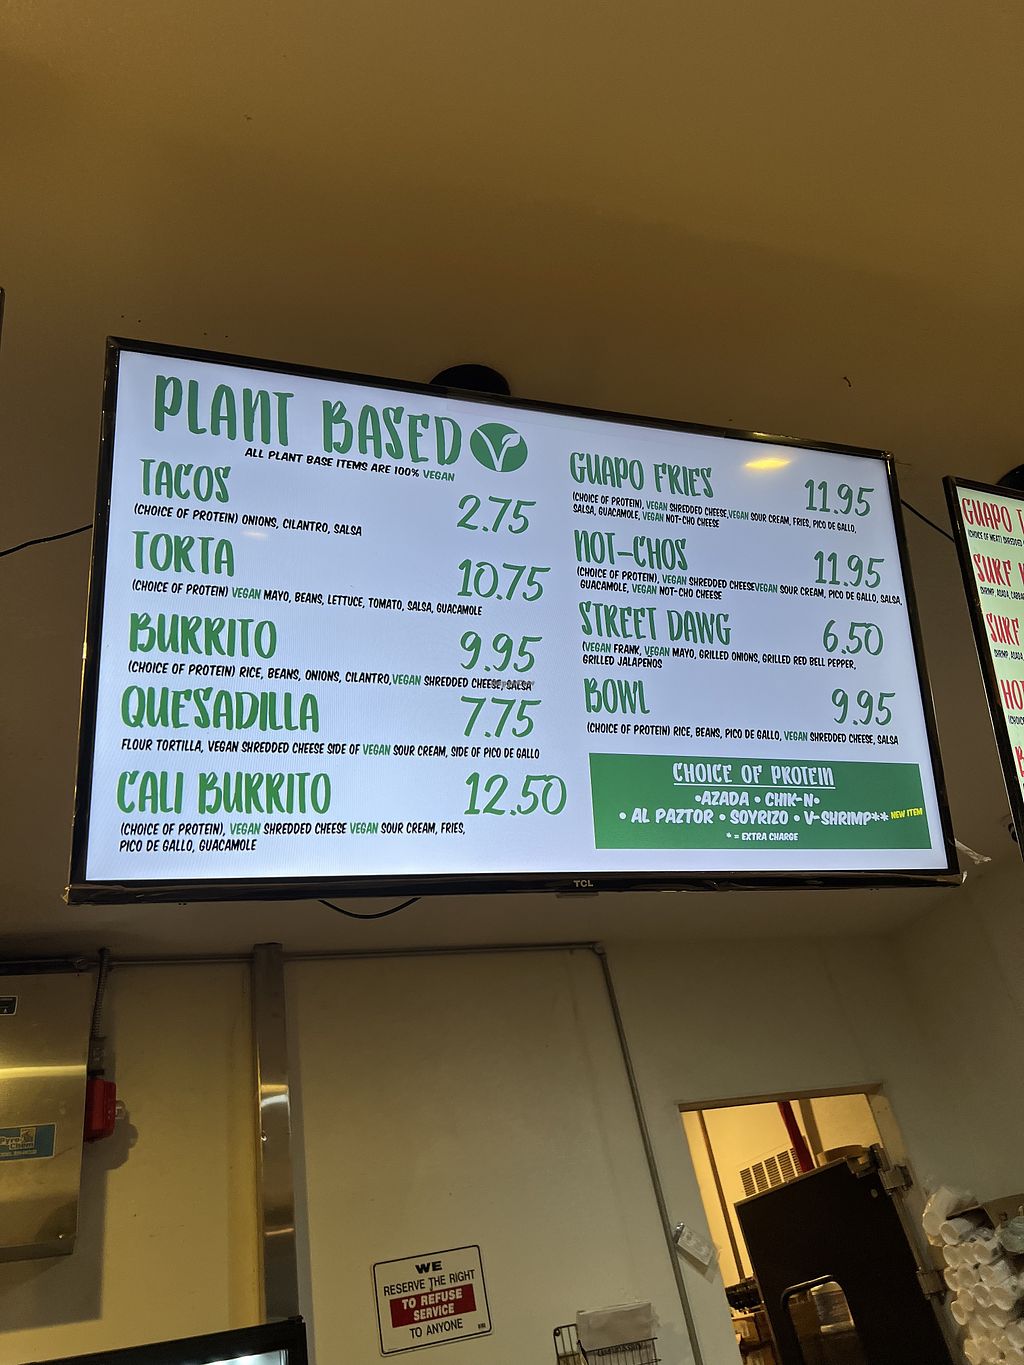 PLANT BASED
ALL PLANT BASE ITEMS ARE 100% VEGAN
TACOS
2.75
(CHOICE OF PROTEIN) ONIONS, CILANTRO, SALSA
TORTA
10.75
(CHOICE OF PROTEIN) VEGAN MAYO, BEANS, LETTUCE, TOMATO, SALSA, GUACAMOLE
BURRITO
9.95
(CHOICE OF PROTEIN) RICE, BEANS, ONIONS, CILANTRO,VEGAN SHREDDED CHEESE, SALSA
QUESADILLA
7.75
FLOUR TORTILLA, VEGAN SHREDDED CHEESE SIDE OF VEGAN SOUR CREAM, SIDE OF PICO DE GALLO
CALI BURRITO
12.50
(CHOICE OF PROTEIN), VEGAN SHREDDED CHEESE VEGAN SOUR CREAM, FRIES,
PICO DE GALLO, GUACAMOLE
GUAPO FRIES
11.95
(CHOICE OF PROTEIN), VEGAN SHREDDED CHEESE,VEGAN SOUR CREAM, FRIES, PICO DE GALLO,
SALSA, GUACAMOLE, VEGAN NOT-CHO CHEESE
NOT-CHOS
11.95
(CHOICE OF PROTEIN), VEGAN SHREDDED CHEESEVEGAN SOUR CREAM, PICO DE GALLO, SALSA,
GUACAMOLE, VEGAN NOT-CHO CHEESE
STREET DAWG
6.50
(VEGAN FRANK, VEGAN MAYO, GRILLED ONIONS, GRILLED RED BELL PEPPER,
GRILLED JALAPENOS
BOWL
9.95
(CHOICE OF PROTEIN) RICE, BEANS, PICO DE GALLO, VEGAN SHREDDED CHEESE, SALSA
CHOICE OF PROTEIN
•AZADA • CHIK-N•
• AL PAZTOR • SOYRIZO • V-SHRIMP** NEW ITEM
* = EXTRA CHARGE
TCL
GUAPO
(CHOICE OF MEAT)
SURF
SURF
WE
RESERVE THE RIGHT
TO REFUSE
SERVICE
TO ANYONE